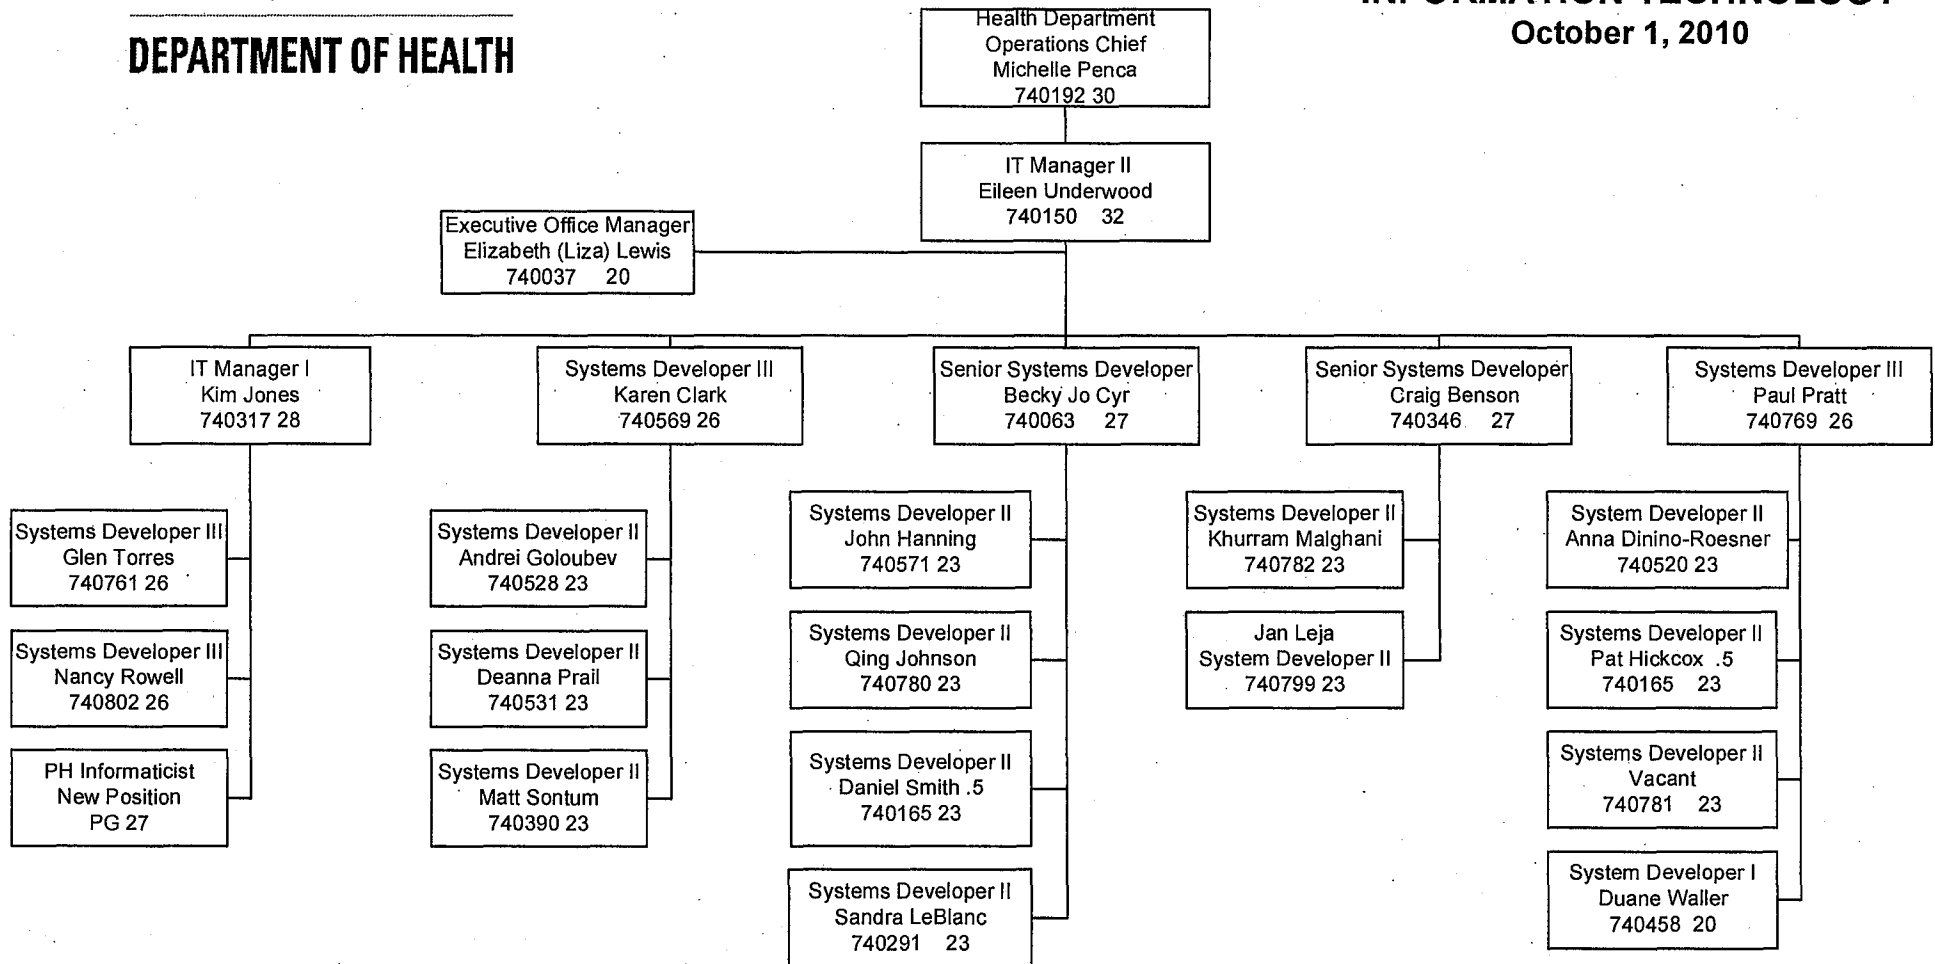 INFORMATION TECHNOLOGY
October 1, 2010
DEPARTMENT OF HEALTH
Health Department
Operations Chief
Michelle Penca
740192 30
IT Manager II
Eileen Underwood
740150 32
Executive Office Manager
Elizabeth (Liza) Lewis
740037 20
IT Manager I
Kim Jones
740317 28
Systems Developer III
Glen Torres
740761 26
Systems Developer III
Nancy Rowell
740802 26
PH Informaticist
New Position
PG 27
Systems Developer III
Karen Clark
740569 26
Systems Developer II
Andrei Goloubev
740528 23
Systems Developer II
Deanna Prail
740531 23
Systems Developer II
Matt Sontum
740390 23
Senior Systems Developer
Becky Jo Cyr
740063 27
Systems Developer II
John Hanning
740571 23
Systems Developer II
Qing Johnson
740780 23
Systems Developer II
Daniel Smith .5
740165 23
Systems Developer II
Sandra LeBlanc
740291 23
Senior Systems Developer
Craig Benson
740346 27
Systems Developer II
Khurram Malghani
740782 23
Jan Leja
System Developer II
740799 23
Systems Developer III
Paul Pratt
740769 26
System Developer II
Anna Dinino-Roesner
740520 23
Systems Developer II
Pat Hickcox .5
740165 23
Systems Developer II
Vacant
740781 23
System Developer I
Duane Waller
740458 20